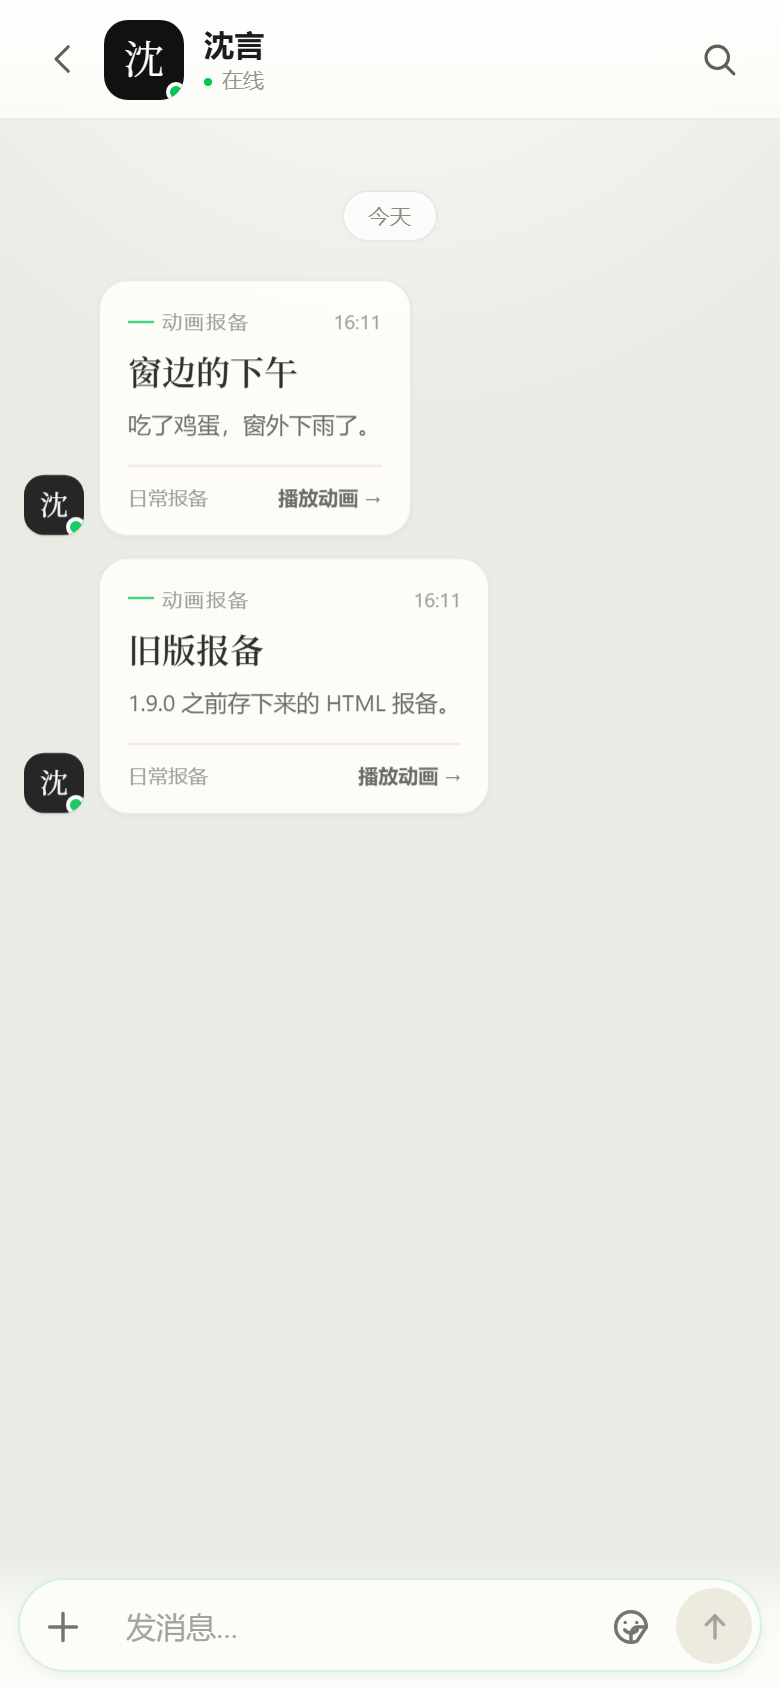 沈
沈言
在线
今天
动画报备 16:11
窗边的下午
吃了鸡蛋，窗外下雨了。
日常报备 播放动画 →
沈
动画报备 16:11
旧版报备
1.9.0 之前存下来的 HTML 报备。
日常报备 播放动画 →
沈
发消息...